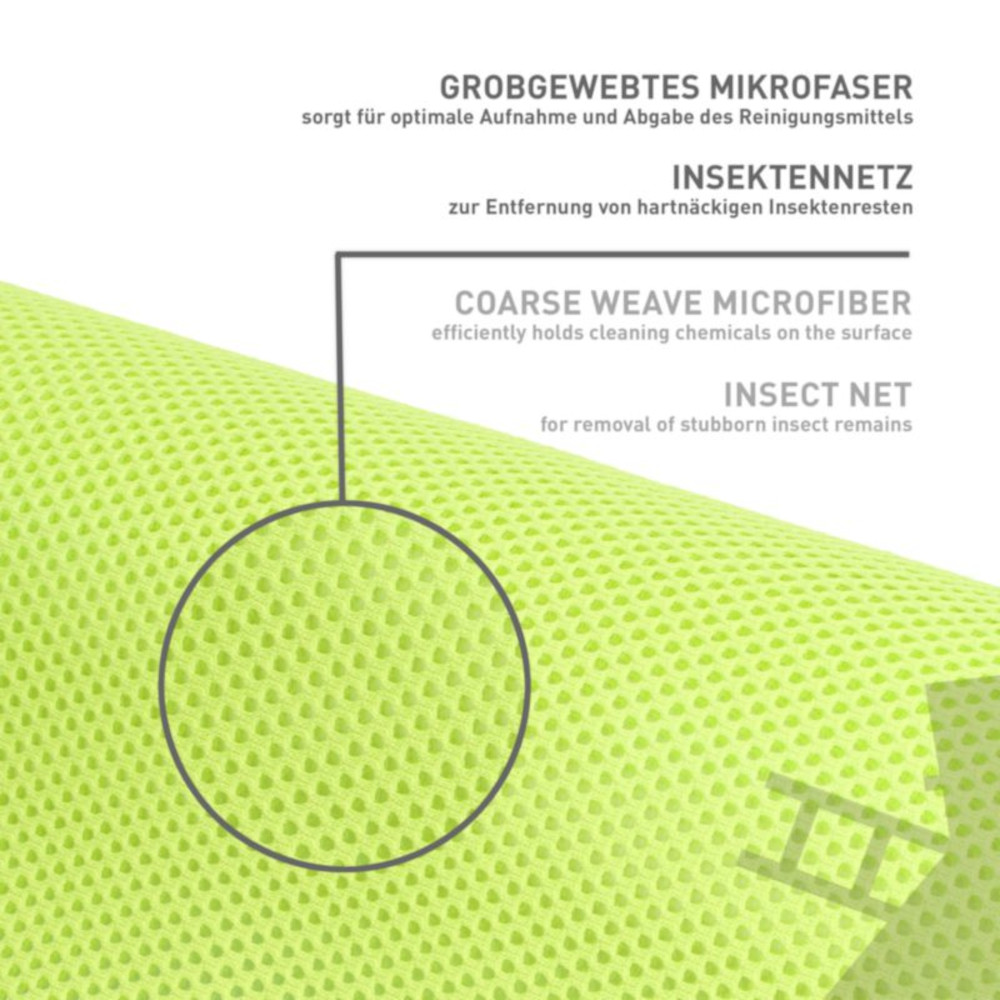 GROBGEWEBTES MIKROFASER
sorgt für optimale Aufnahme und Abgabe des Reinigungsmittels
INSEKTENNETZ
zur Entfernung von hartnäckigen Insektenresten
COARSE WEAVE MICROFIBER
efficiently holds cleaning chemicals on the surface
INSECT NET
for removal of stubborn insect remains